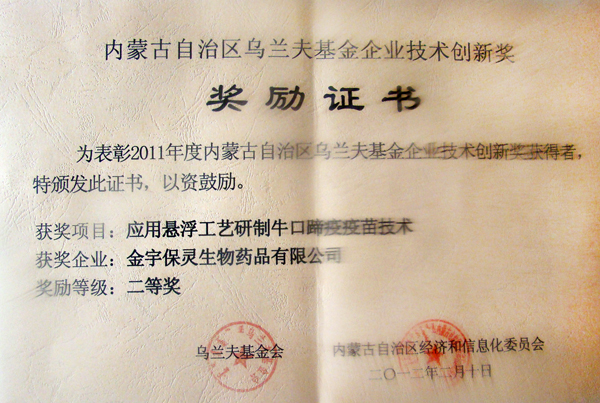 内蒙古自治区乌兰夫基金企业技术创新奖
奖励证书
为表彰2011年度内蒙古自治区乌兰夫基金企业技术创新奖获得者，
特颁发此证书，以资鼓励。
获奖项目：应用悬浮工艺研制牛口蹄疫疫苗技术
获奖企业：金宇保灵生物药品有限公司
奖励等级：二等奖
乌兰夫基金会
内蒙古自治区经济和信息化委员会
二〇一二年二月十日